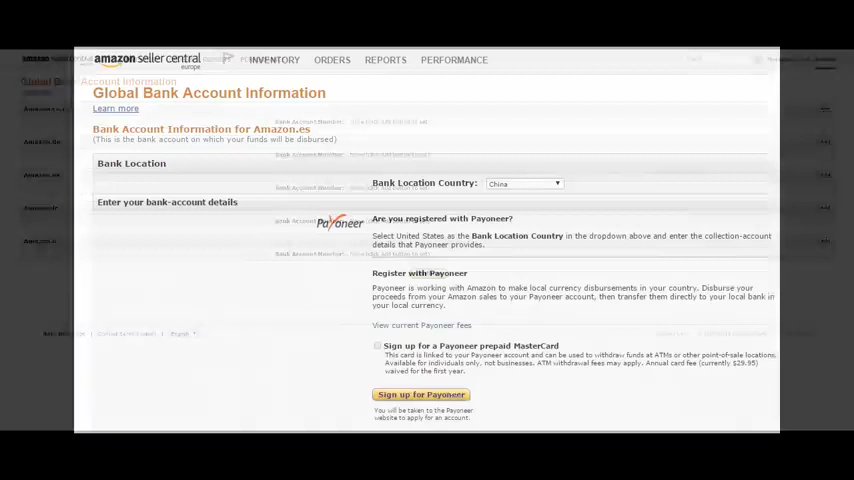 amazon seller central
europe
INVENTORY ORDERS REPORTS PERFORMANCE
Account Information
Global Bank Account Information
Learn more
Bank Account Information for Amazon.es
(This is the bank account on which your funds will be disbursed)
Bank Location
Bank Location Country: China
Enter your bank-account details
Payoneer
Are you registered with Payoneer?
Select United States as the Bank Location Country in the dropdown above and enter the collection-account
details that Payoneer provides.
Register with Payoneer
Payoneer is working with Amazon to make local currency disbursements in your country. Disburse your
proceeds from your Amazon sales to your Payoneer account, then transfer them directly to your local bank in
your local currency.
View current Payoneer fees
Sign up for a Payoneer prepaid MasterCard
This card is linked to your Payoneer account and can be used to withdraw funds at ATMs or other point-of-sale locations.
Available for individuals only, not businesses. ATM withdrawal fees may apply. Annual card fee (currently $29.95)
waived for the first year.
Sign up for Payoneer
You will be taken to the Payoneer
website to apply for an account.